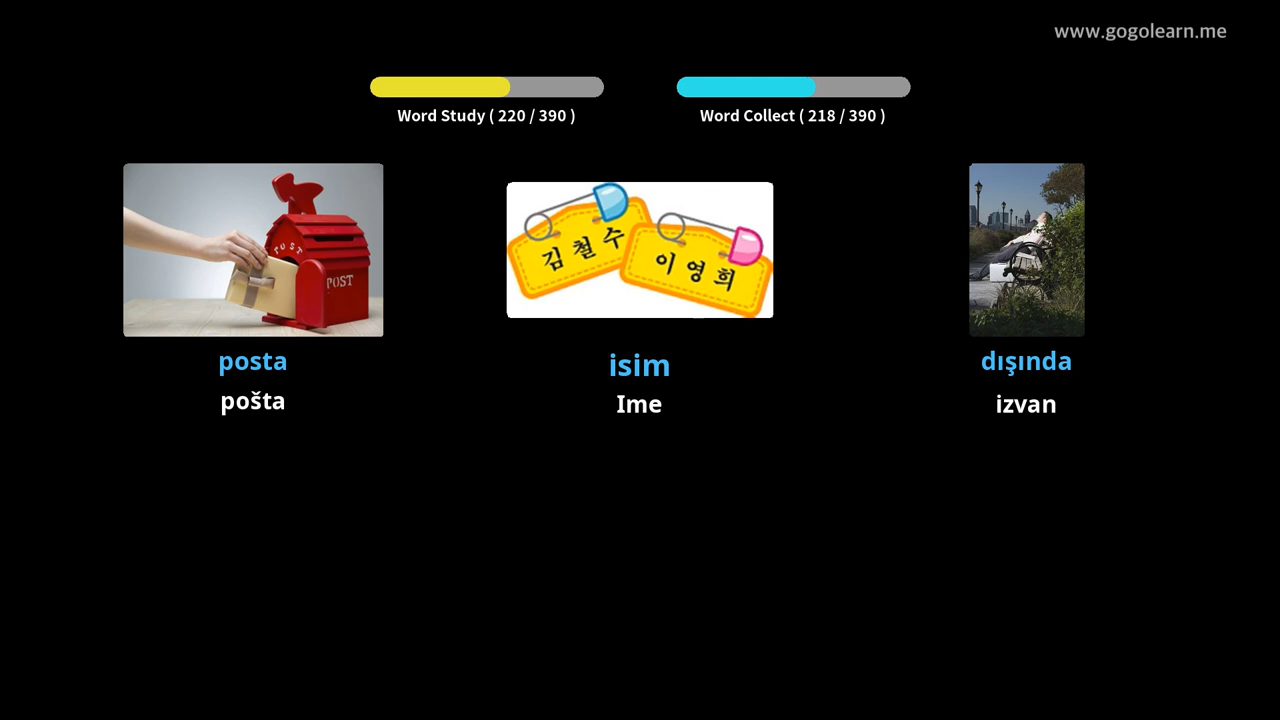 www.gogolearn.me
Word Study ( 220 / 390 )
Word Collect ( 218 / 390 )
POST
POST
김철수
이영희
posta
isim
dışında
pošta
Ime
izvan